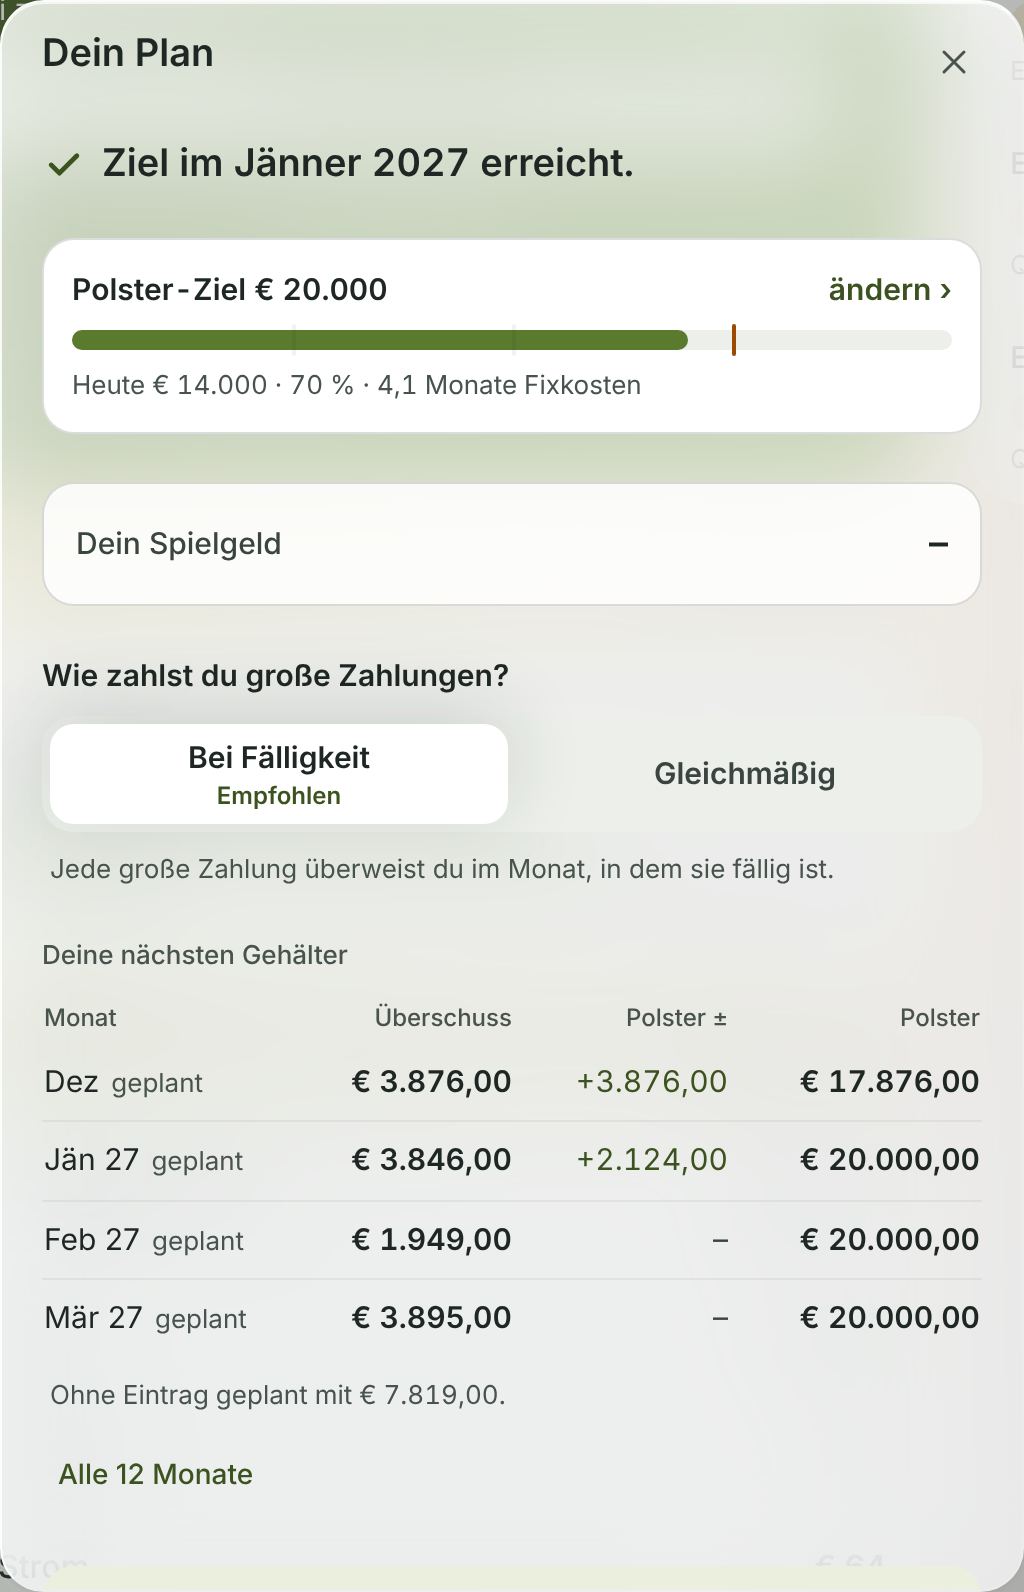 Dein Plan
Ziel im Jänner 2027 erreicht.
Polster-Ziel € 20.000 ändern ›
Heute € 14.000 · 70 % · 4,1 Monate Fixkosten
Dein Spielgeld –
Wie zahlst du große Zahlungen?
Bei Fälligkeit
Empfohlen
Gleichmäßig
Jede große Zahlung überweist du im Monat, in dem sie fällig ist.
Deine nächsten Gehälter
Monat Überschuss Polster ± Polster
Dez geplant € 3.876,00 +3.876,00 € 17.876,00
Jän 27 geplant € 3.846,00 +2.124,00 € 20.000,00
Feb 27 geplant € 1.949,00 – € 20.000,00
Mär 27 geplant € 3.895,00 – € 20.000,00
Ohne Eintrag geplant mit € 7.819,00.
Alle 12 Monate
Strom € 64